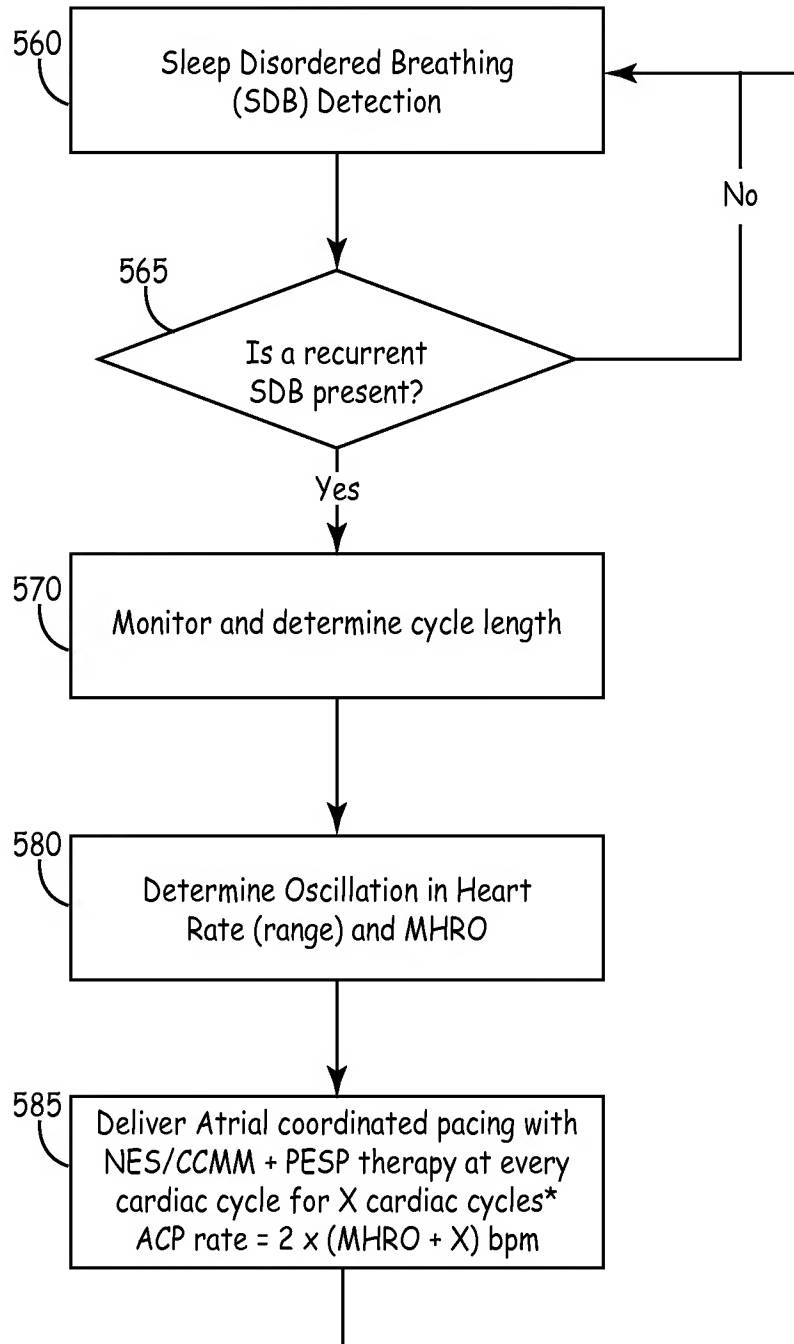 560
Sleep Disordered Breathing
(SDB) Detection
No
565
Is a recurrent
SDB present?
Yes
570
Monitor and determine cycle length
580
Determine Oscillation in Heart
Rate (range) and MHRO
585
Deliver Atrial coordinated pacing with
NES/CCMM + PESP therapy at every
cardiac cycle for X cardiac cycles*
ACP rate = 2 x (MHRO + X) bpm